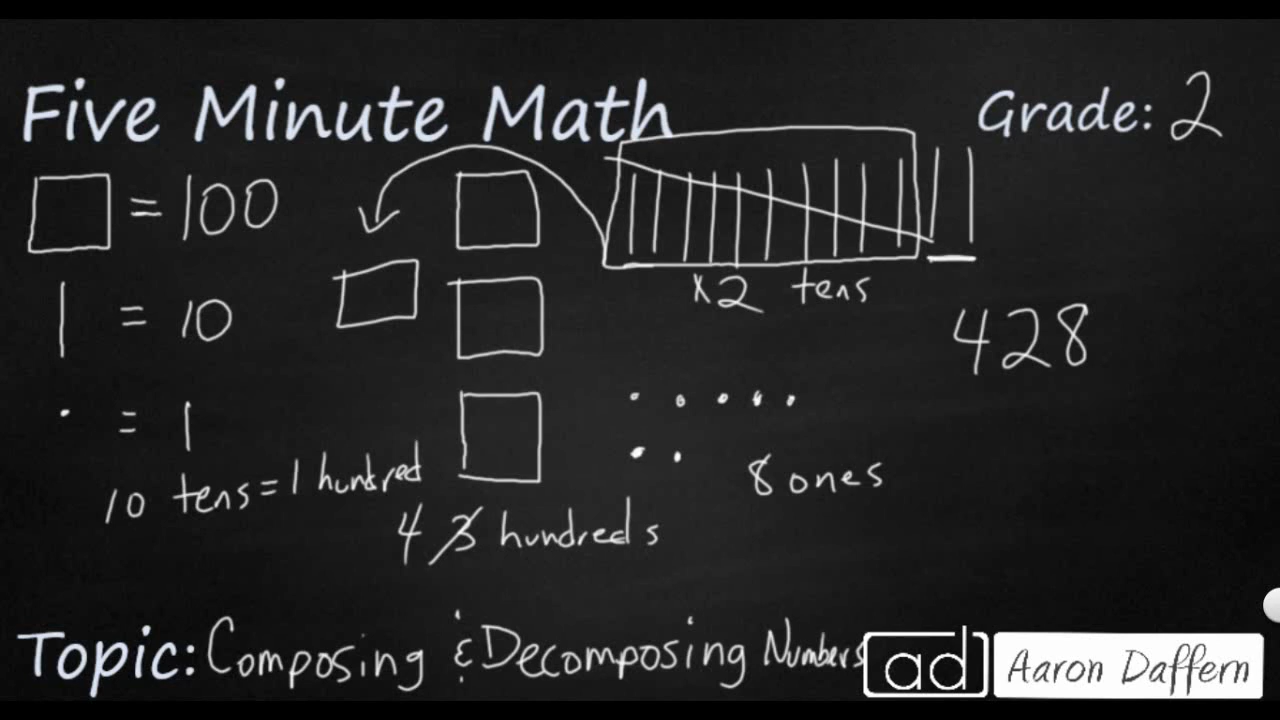 Five Minute Math
Grade: 2
= 100
= 10
x2 tens
428
= 1
10 tens = 1 hundred
8 ones
4 3 hundreds
Topic: Composing & Decomposing Numbers
ad Aaron Daffern